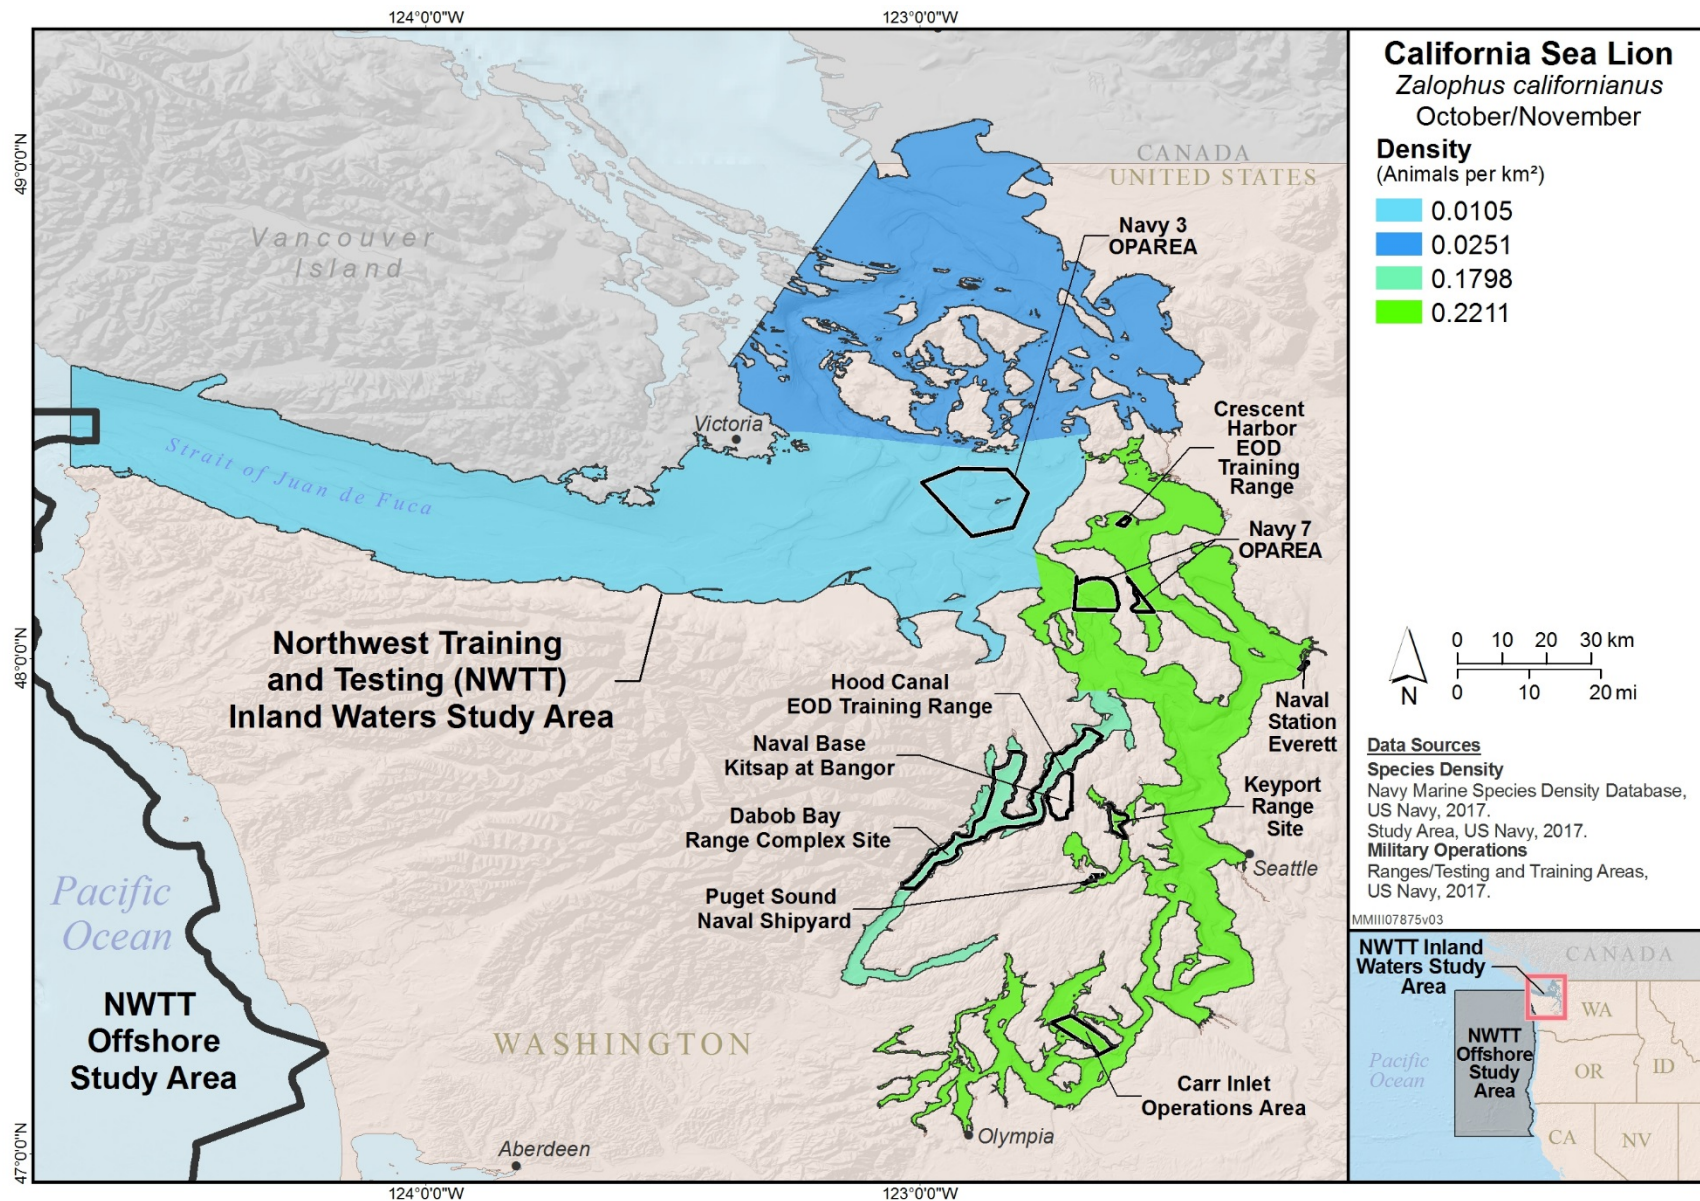 124°0'0"W
123°0'0"W
49°0'0"N
48°0'0"N
47°0'0"N
CANADA
UNITED STATES
Vancouver
Island
Navy 3
OPAREA
Victoria
Strait of Juan de Fuca
Crescent
Harbor
EOD
Training
Range
Navy 7
OPAREA
Northwest Training
and Testing (NWTT)
Inland Waters Study Area
Hood Canal
EOD Training Range
Naval Base
Kitsap at Bangor
Dabob Bay
Range Complex Site
Puget Sound
Naval Shipyard
Naval
Station
Everett
Keyport
Range
Site
Seattle
Pacific
Ocean
NWTT
Offshore
Study Area
WASHINGTON
Carr Inlet
Operations Area
Olympia
Aberdeen
124°0'0"W
123°0'0"W
California Sea Lion
Zalophus californianus
October/November
Density
(Animals per km²)
0.0105
0.0251
0.1798
0.2211
N
0 10 20 30 km
0 10 20 mi
Data Sources
Species Density
Navy Marine Species Density Database,
US Navy, 2017.
Study Area, US Navy, 2017.
Military Operations
Ranges/Testing and Training Areas,
US Navy, 2017.
MMIII07875v03
NWTT Inland
Waters Study
Area
CANADA
WA
NWTT
Offshore
Study
Area
Pacific
Ocean
OR
ID
CA
NV